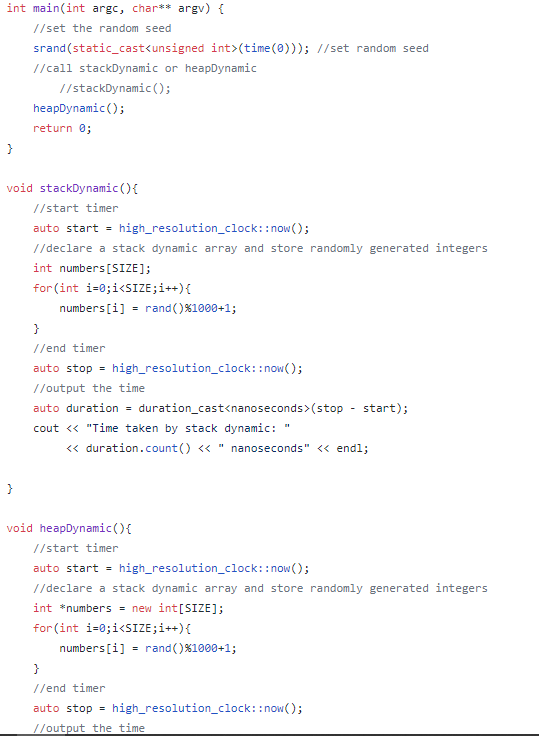 int main(int argc, char** argv) {
    //set the random seed
    srand(static_cast<unsigned int>(time(0))); //set random seed
    //call stackDynamic or heapDynamic
        //stackDynamic();
    heapDynamic();
    return 0;
}

void stackDynamic(){
    //start timer
    auto start = high_resolution_clock::now();
    //declare a stack dynamic array and store randomly generated integers
    int numbers[SIZE];
    for(int i=0;i<SIZE;i++){
        numbers[i] = rand()%1000+1;
    }
    //end timer
    auto stop = high_resolution_clock::now();
    //output the time
    auto duration = duration_cast<nanoseconds>(stop - start);
    cout << "Time taken by stack dynamic: "
         << duration.count() << " nanoseconds" << endl;

}

void heapDynamic(){
    //start timer
    auto start = high_resolution_clock::now();
    //declare a stack dynamic array and store randomly generated integers
    int *numbers = new int[SIZE];
    for(int i=0;i<SIZE;i++){
        numbers[i] = rand()%1000+1;
    }
    //end timer
    auto stop = high_resolution_clock::now();
    //output the time